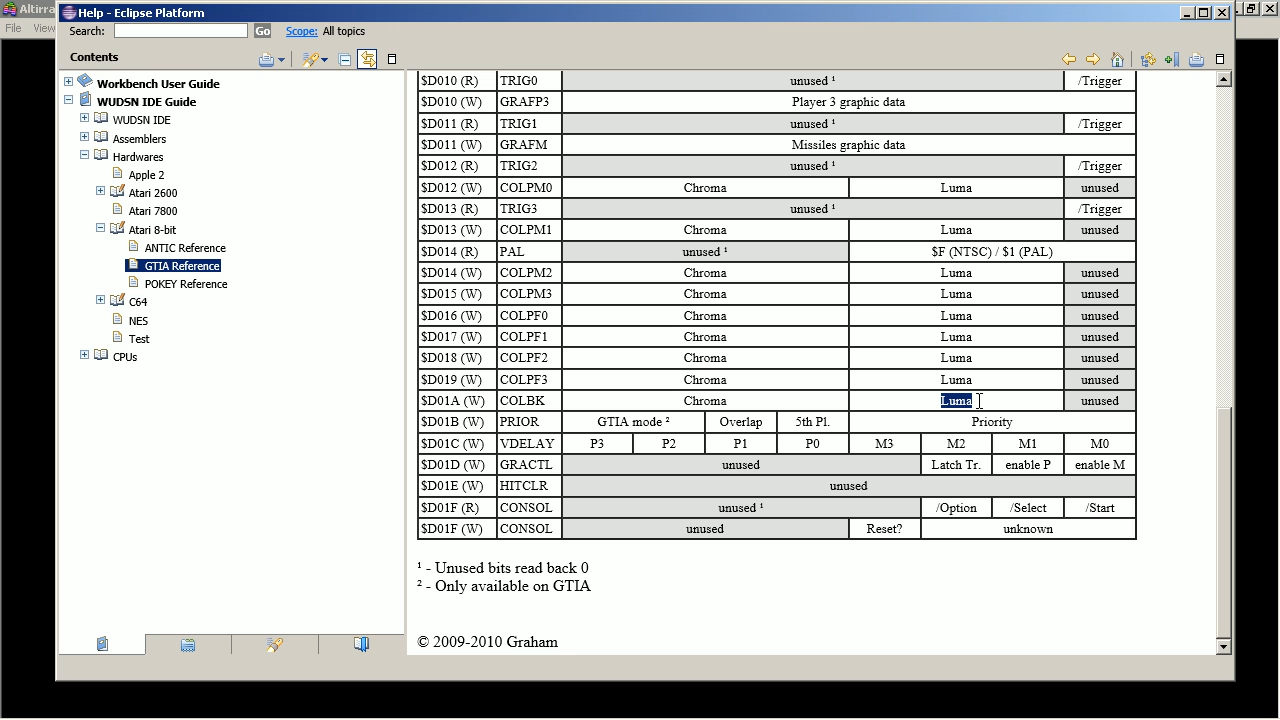 Altirra
Help - Eclipse Platform
File View
Search: Go Scope: All topics
Contents
Workbench User Guide
WUDSN IDE Guide
WUDSN IDE
Assemblers
Hardwares
Apple 2
Atari 2600
Atari 7800
Atari 8-bit
ANTIC Reference
GTIA Reference
POKEY Reference
C64
NES
Test
CPUs
$D010 (R) TRIG0 unused ¹ /Trigger
$D010 (W) GRAFP3 Player 3 graphic data
$D011 (R) TRIG1 unused ¹ /Trigger
$D011 (W) GRAFM Missiles graphic data
$D012 (R) TRIG2 unused ¹ /Trigger
$D012 (W) COLPM0 Chroma Luma unused
$D013 (R) TRIG3 unused ¹ /Trigger
$D013 (W) COLPM1 Chroma Luma unused
$D014 (R) PAL unused ¹ $F (NTSC) / $1 (PAL)
$D014 (W) COLPM2 Chroma Luma unused
$D015 (W) COLPM3 Chroma Luma unused
$D016 (W) COLPF0 Chroma Luma unused
$D017 (W) COLPF1 Chroma Luma unused
$D018 (W) COLPF2 Chroma Luma unused
$D019 (W) COLPF3 Chroma Luma unused
$D01A (W) COLBK Chroma Luma unused
$D01B (W) PRIOR GTIA mode ² Overlap 5th Pl. Priority
$D01C (W) VDELAY P3 P2 P1 P0 M3 M2 M1 M0
$D01D (W) GRACTL unused Latch Tr. enable P enable M
$D01E (W) HITCLR unused
$D01F (R) CONSOL unused ¹ /Option /Select /Start
$D01F (W) CONSOL unused Reset? unknown
¹ - Unused bits read back 0
² - Only available on GTIA
© 2009-2010 Graham